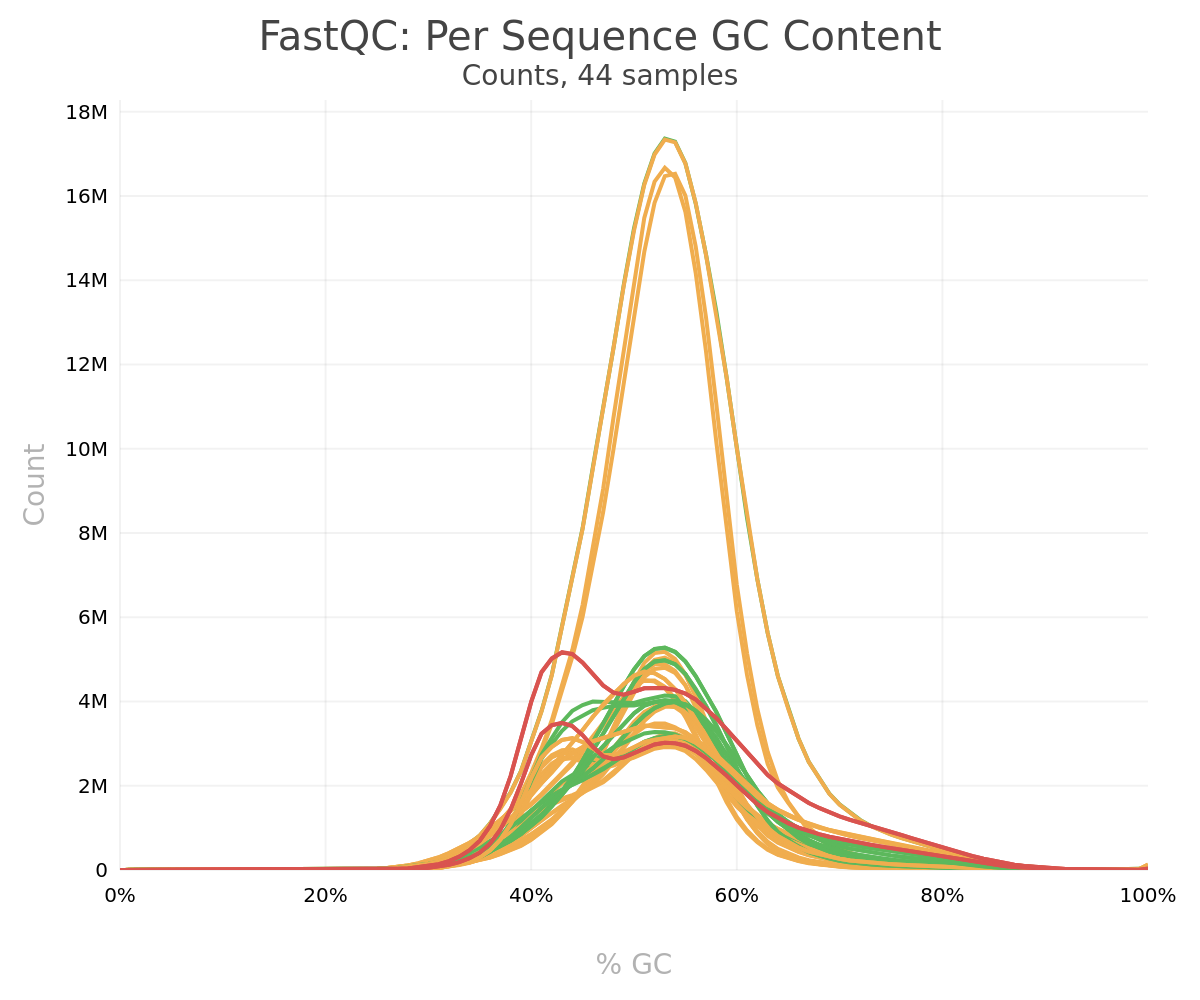 FastQC: Per Sequence GC Content
Counts, 44 samples
18M
16M
14M
12M
10M
8M
6M
4M
2M
0
Count
0%
20%
40%
60%
80%
100%
% GC